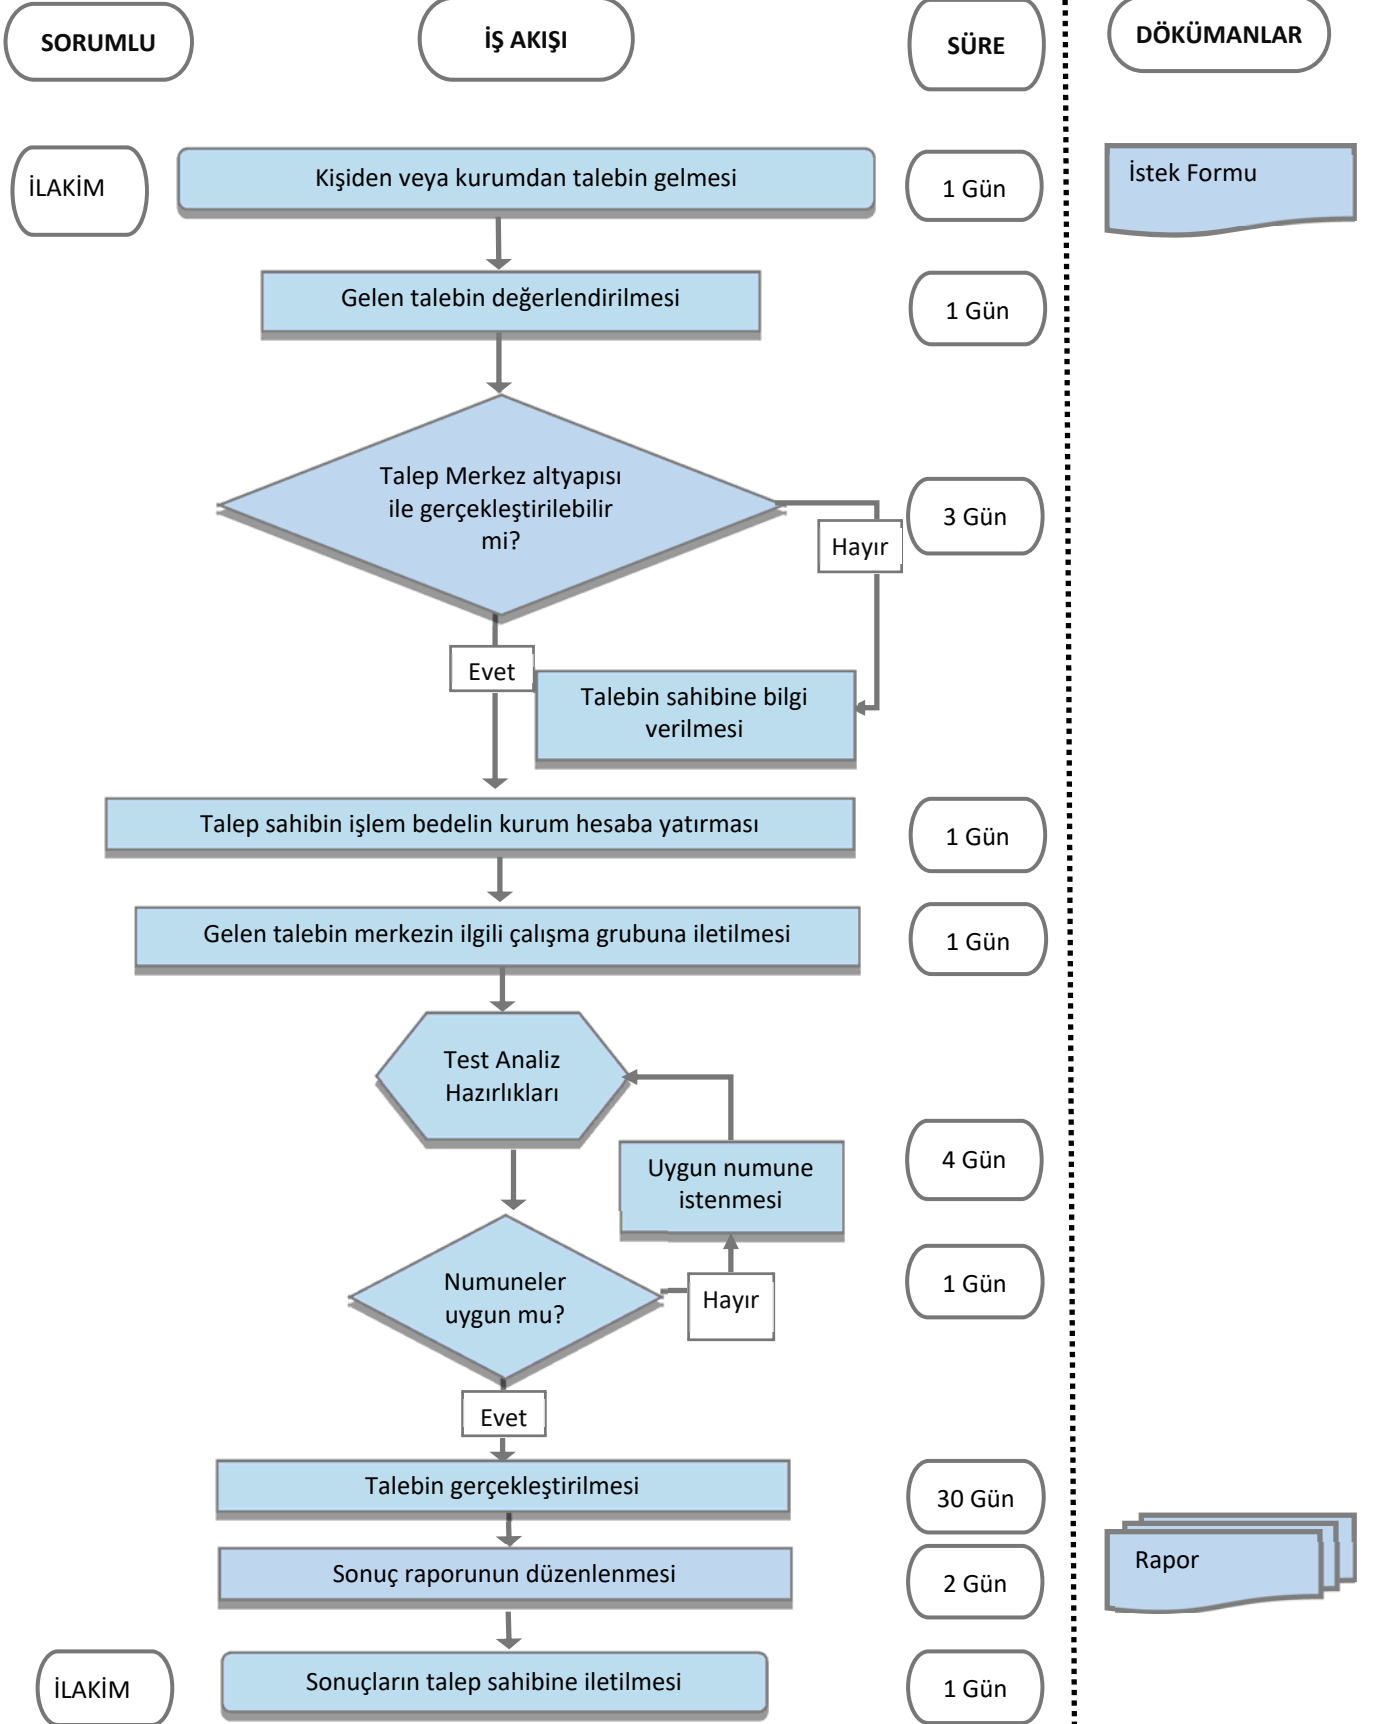 SORUMLU
İŞ AKIŞI
SÜRE
DÖKÜMANLAR
İLAKİM
Kişiden veya kurumdan talebin gelmesi
1 Gün
İstek Formu
Gelen talebin değerlendirilmesi
1 Gün
Talep Merkez altyapısı
ile gerçekleştirilebilir
mi?
3 Gün
Hayır
Evet
Talebin sahibine bilgi
verilmesi
Talep sahibin işlem bedelin kurum hesaba yatırması
1 Gün
Gelen talebin merkezin ilgili çalışma grubuna iletilmesi
1 Gün
Test Analiz
Hazırlıkları
Uygun numune
istenmesi
4 Gün
Numuneler
uygun mu?
Hayır
1 Gün
Evet
Talebin gerçekleştirilmesi
30 Gün
Sonuç raporunun düzenlenmesi
2 Gün
Rapor
İLAKİM
Sonuçların talep sahibine iletilmesi
1 Gün